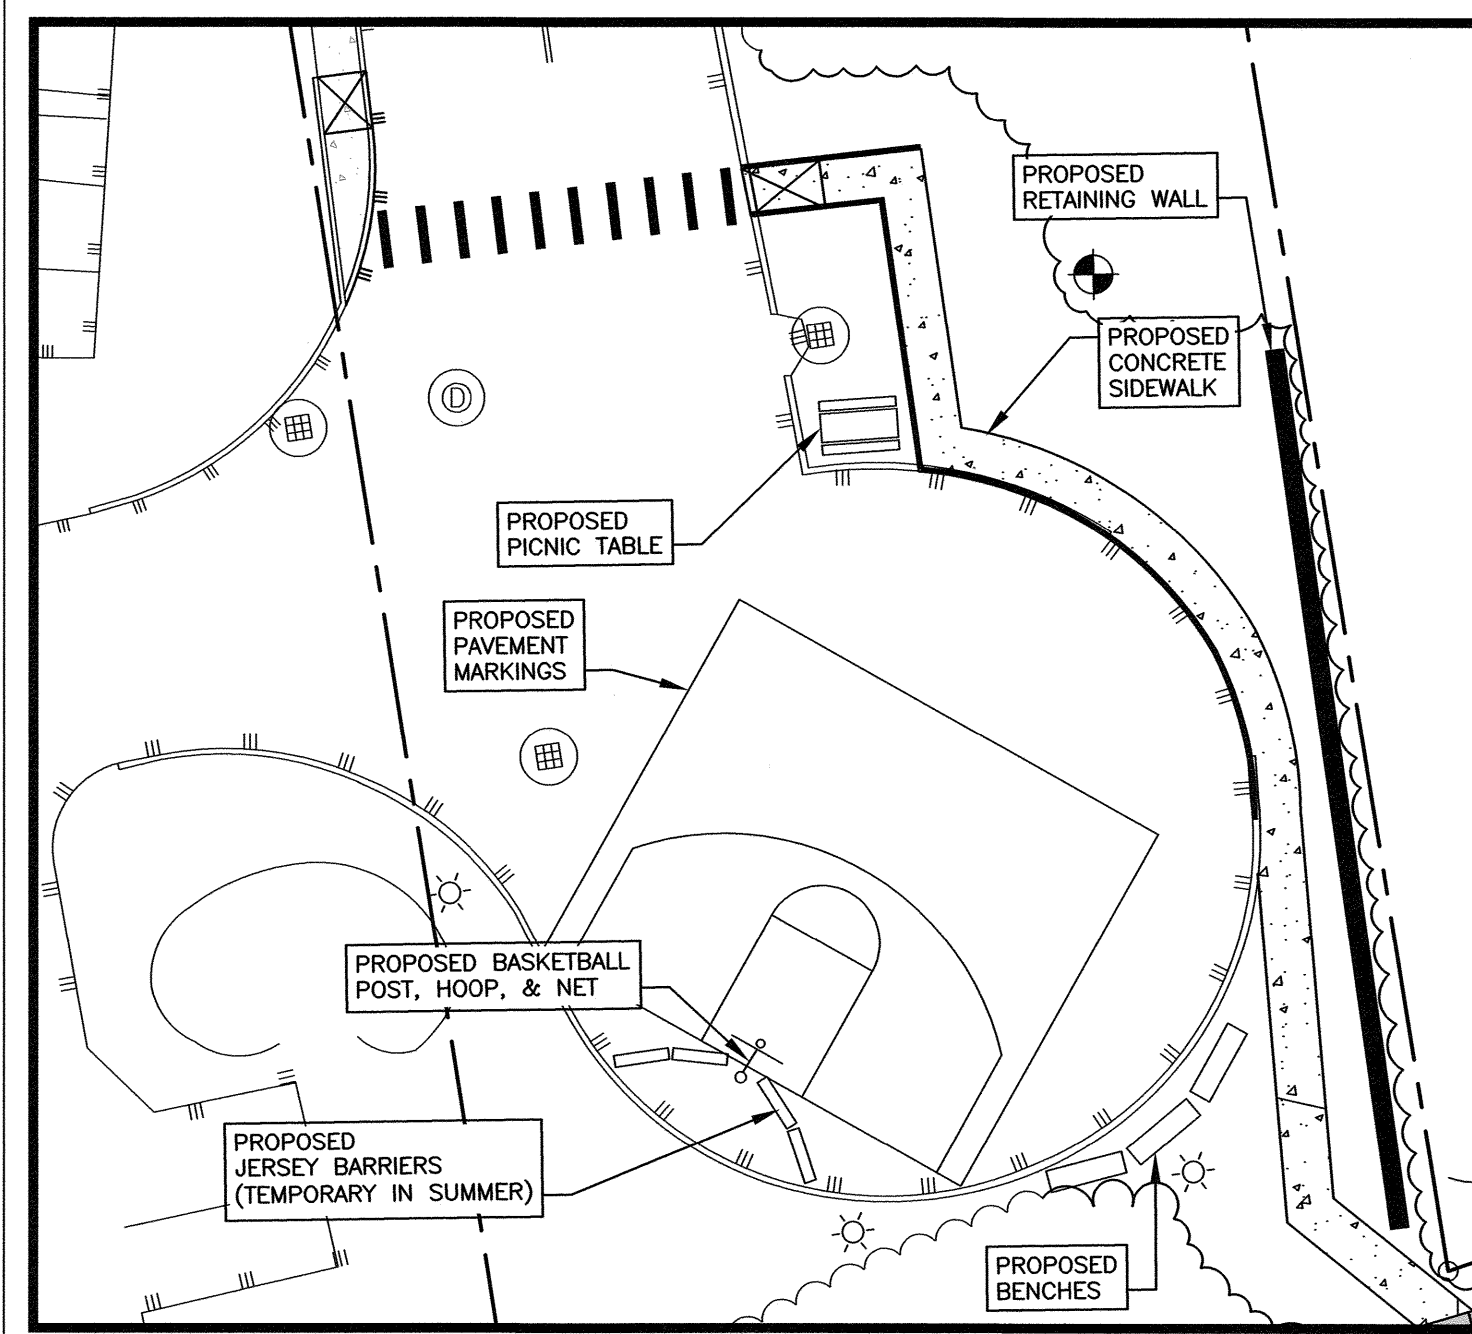 PROPOSED
RETAINING WALL
PROPOSED
CONCRETE
SIDEWALK
D
PROPOSED
PICNIC TABLE
PROPOSED
PAVEMENT
MARKINGS
PROPOSED BASKETBALL
POST, HOOP, & NET
PROPOSED
JERSEY BARRIERS
(TEMPORARY IN SUMMER)
PROPOSED
BENCHES